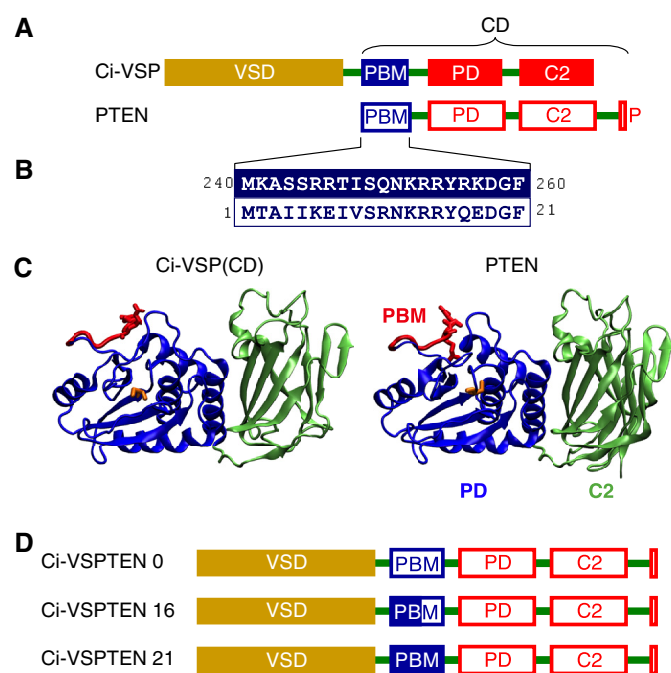 A
CD
Ci-VSP VSD PBM PD C2
PTEN PBM PD C2 P
B
240 MKASSRRTISQNKRRYRKDGF 260
1 MTAIIKEIVSRNKRRYQEDGF 21
C
Ci-VSP(CD) PTEN
PBM
PD C2
D
Ci-VSPTEN 0 VSD PBM PD C2
Ci-VSPTEN 16 VSD PBM PD C2
Ci-VSPTEN 21 VSD PBM PD C2